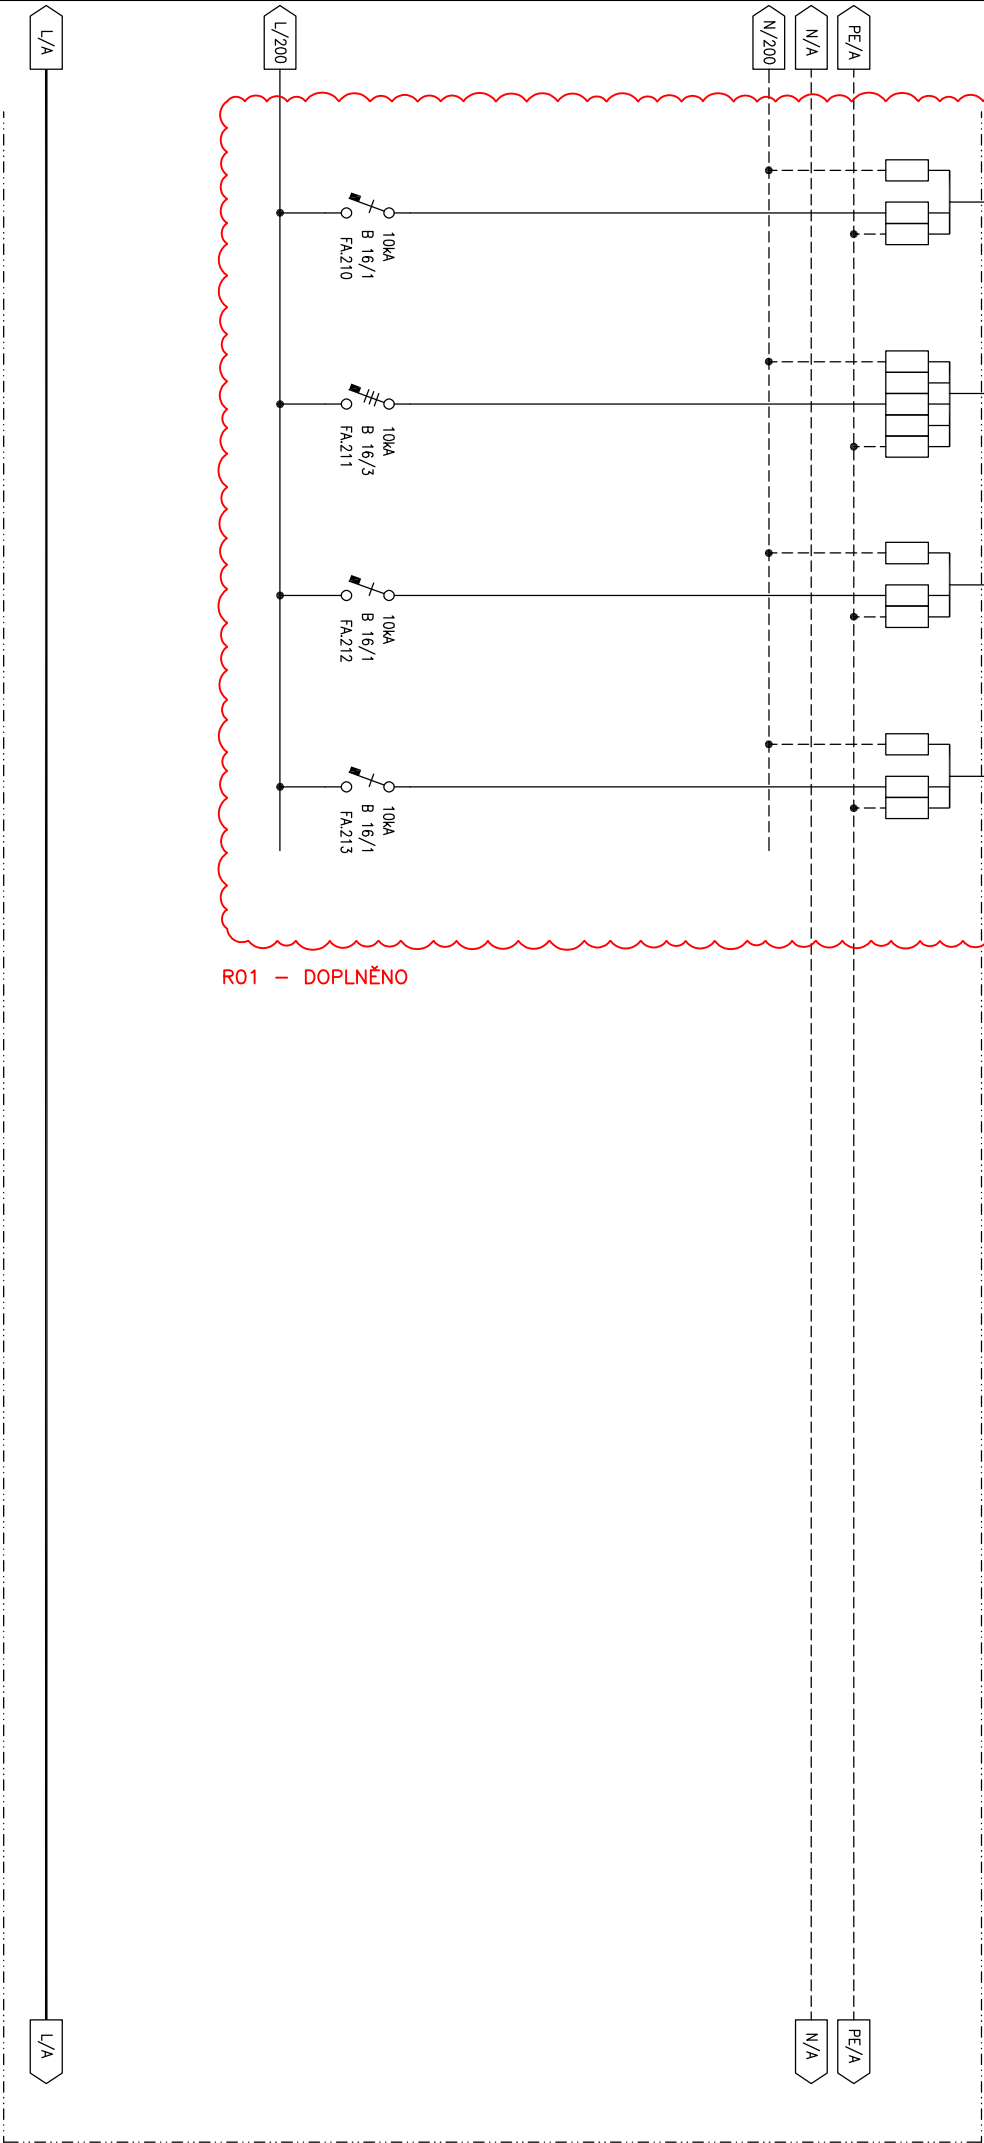 L/A
L/200
N/200
N/A
PE/A
10kA
B 16/1
FA.210
10kA
B 16/3
FA.211
10kA
B 16/1
FA.212
10kA
B 16/1
FA.213
R01 – DOPLNĚNO
L/A
N/A
PE/A